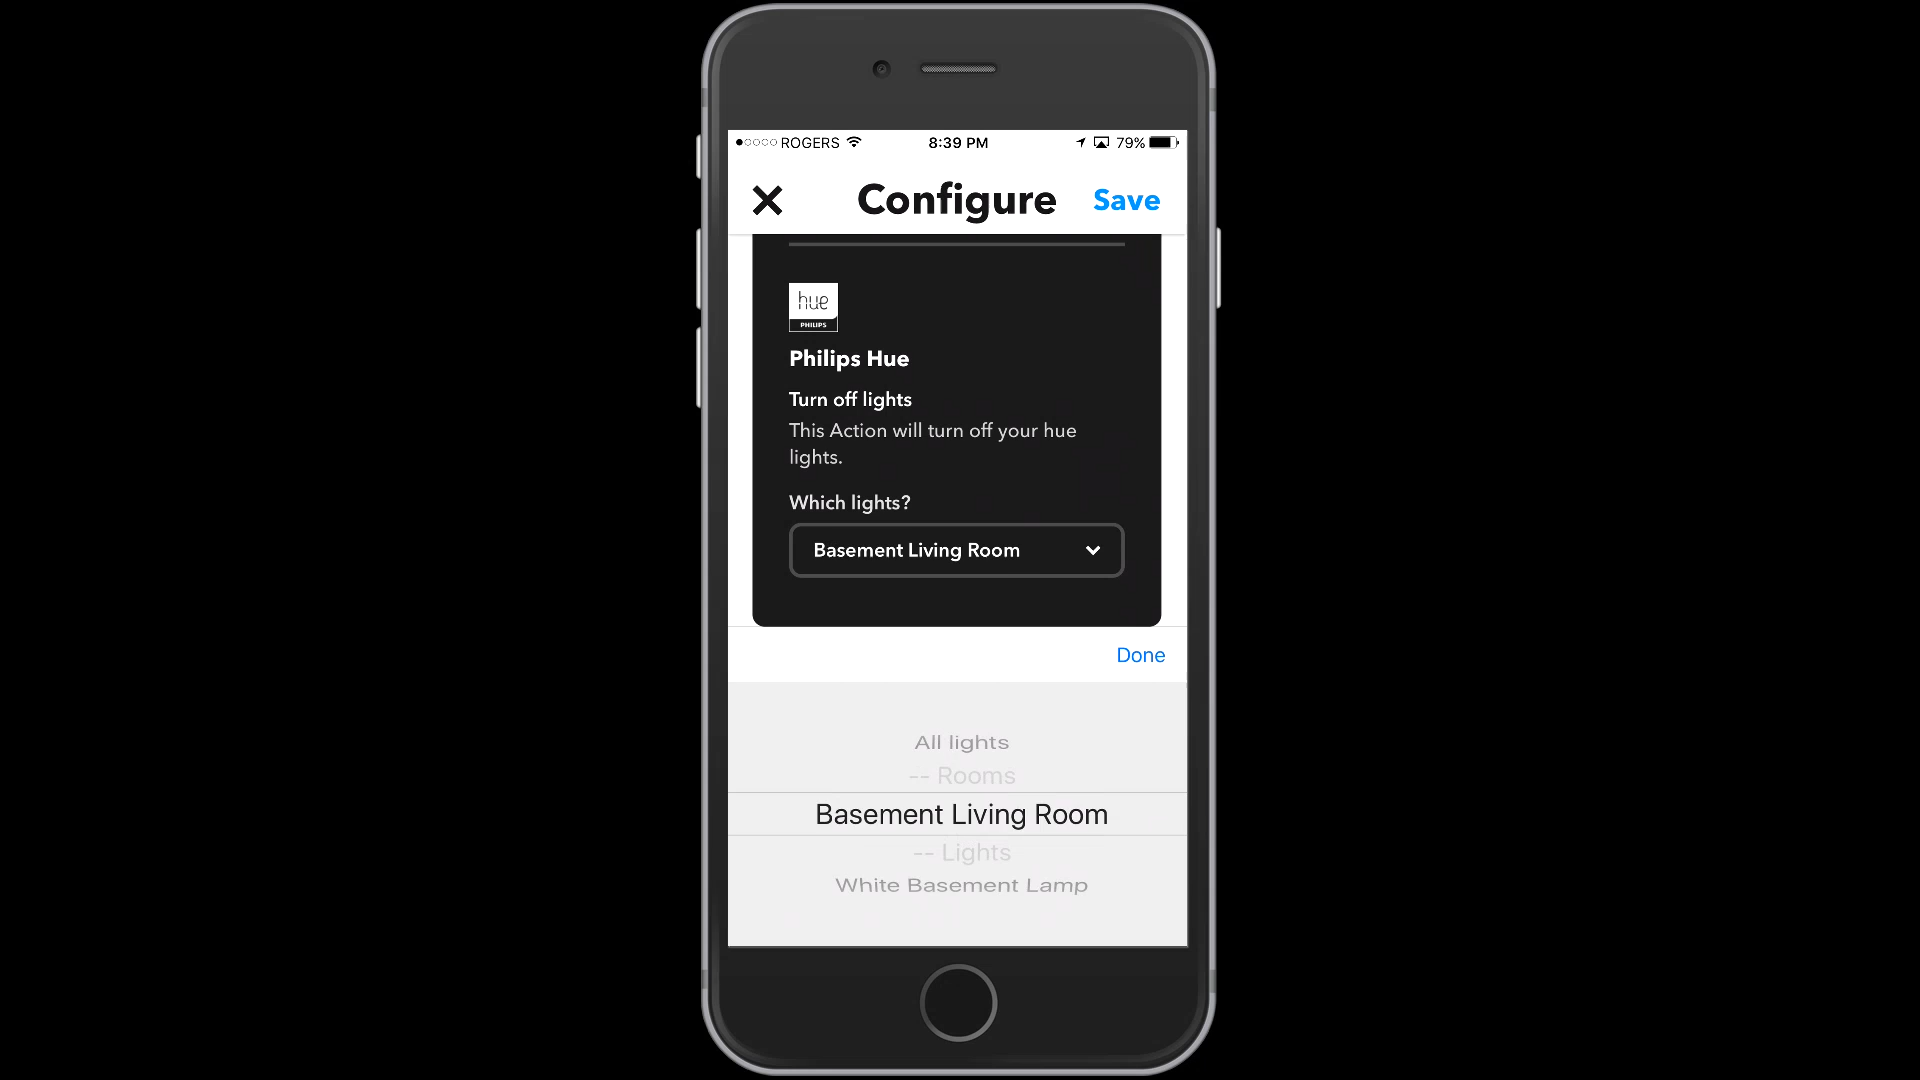 ROGERS 8:39 PM 79%
Configure Save
hue
PHILIPS
Philips Hue
Turn off lights
This Action will turn off your hue
lights.
Which lights?
Basement Living Room
Done
All lights
-- Rooms
Basement Living Room
-- Lights
White Basement Lamp